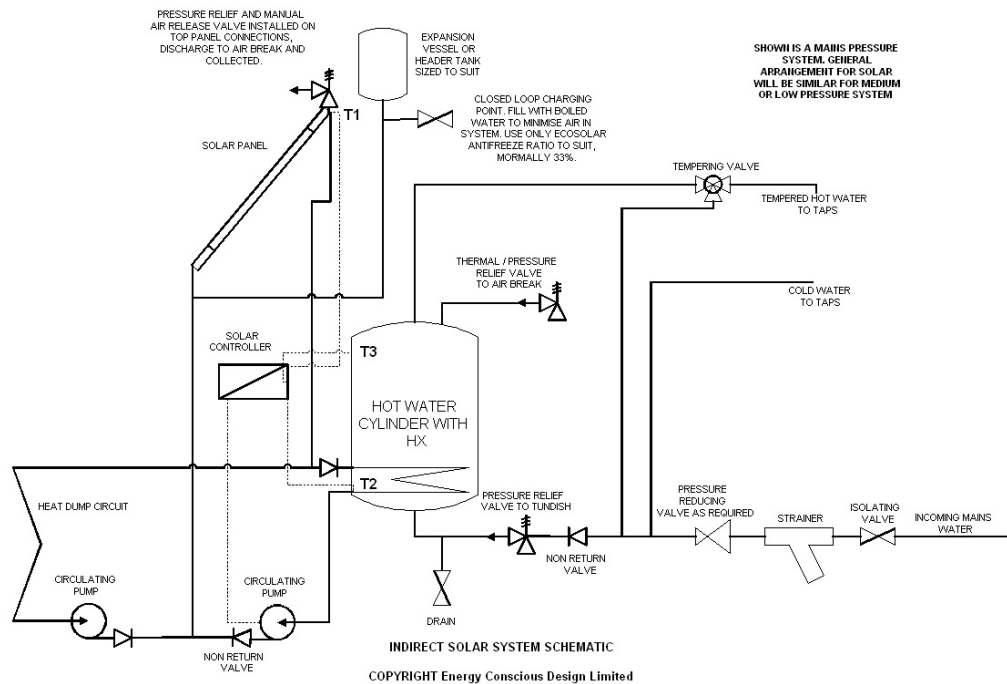 PRESSURE RELIEF AND MANUAL
AIR RELEASE VALVE INSTALLED ON
TOP PANEL CONNECTIONS,
DISCHARGE TO AIR BREAK AND
COLLECTED.
EXPANSION
VESSEL OR
HEADER TANK
SIZED TO SUIT
SHOWN IS A MAINS PRESSURE
SYSTEM. GENERAL
ARRANGEMENT FOR SOLAR
WILL BE SIMILAR FOR MEDIUM
OR LOW PRESSURE SYSTEM
T1
CLOSED LOOP CHARGING
POINT. FILL WITH BOILED
WATER TO MINIMISE AIR IN
SYSTEM. USE ONLY ECOSOLAR
ANTIFREEZE RATIO TO SUIT,
MORMALLY 33%.
SOLAR PANEL
TEMPERING VALVE
TEMPERED HOT WATER
TO TAPS
THERMAL / PRESSURE
RELIEF VALVE
TO AIR BREAK
COLD WATER
TO TAPS
SOLAR
CONTROLLER
T3
HOT WATER
CYLINDER WITH
HX
T2
HEAT DUMP CIRCUIT
PRESSURE RELIEF
VALVE TO TUNDISH
PRESSURE
REDUCING
VALVE AS REQUIRED
STRAINER
ISOLATING
VALVE
INCOMING MAINS
WATER
NON RETURN
VALVE
CIRCULATING
PUMP
CIRCULATING
PUMP
DRAIN
NON RETURN
VALVE
INDIRECT SOLAR SYSTEM SCHEMATIC
COPYRIGHT Energy Conscious Design Limited